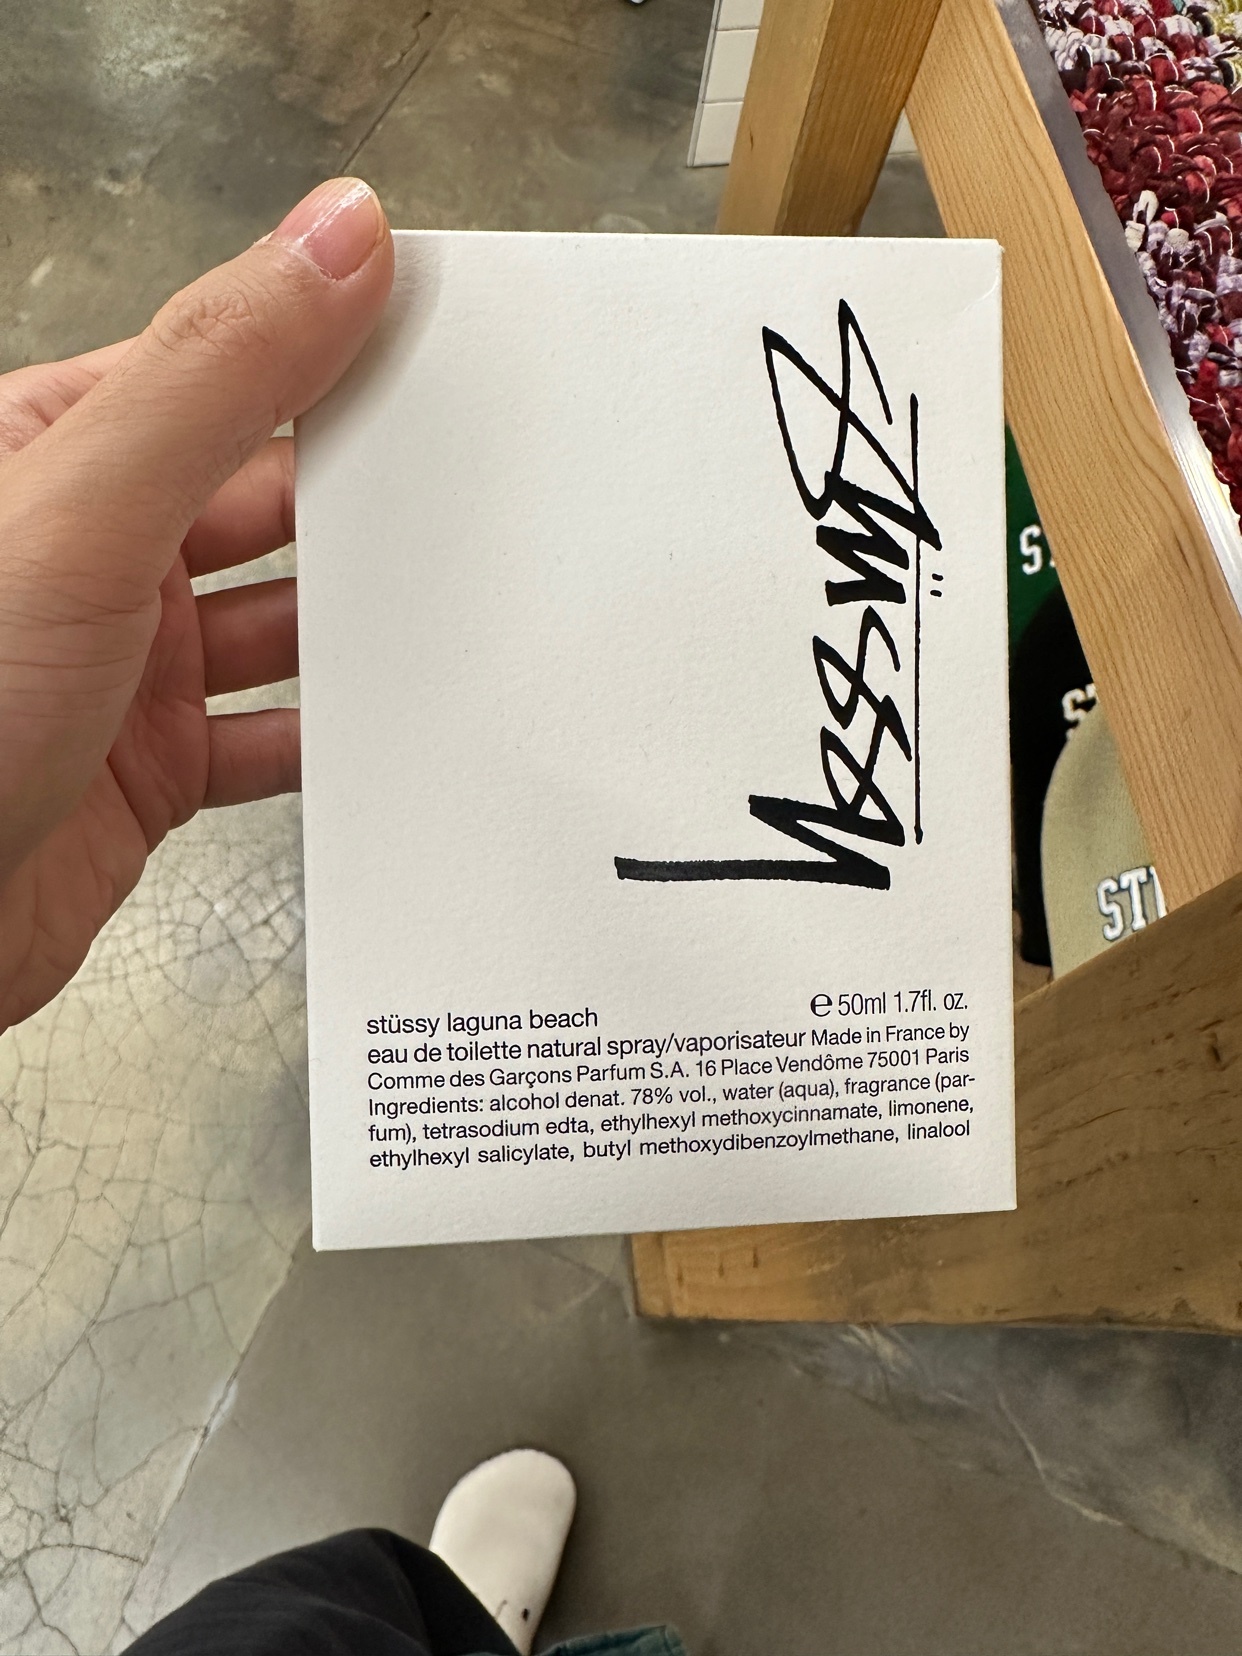 Stüssy
stüssy laguna beach
℮ 50ml 1.7fl. oz.
eau de toilette natural spray/vaporisateur Made in France by
Comme des Garçons Parfum S.A. 16 Place Vendôme 75001 Paris
Ingredients: alcohol denat. 78% vol., water (aqua), fragrance (par-
fum), tetrasodium edta, ethylhexyl methoxycinnamate, limonene,
ethylhexyl salicylate, butyl methoxydibenzoylmethane, linalool